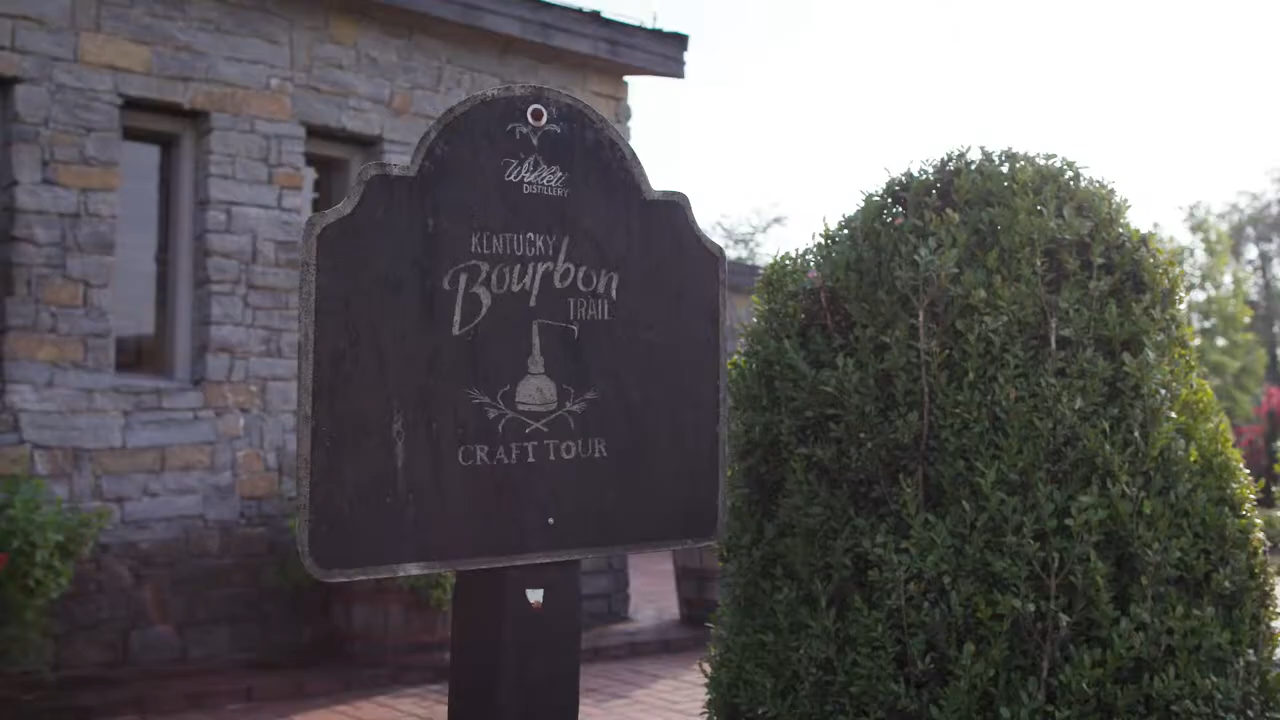 Willett
DISTILLERY
KENTUCKY
Bourbon
TRAIL
CRAFT TOUR